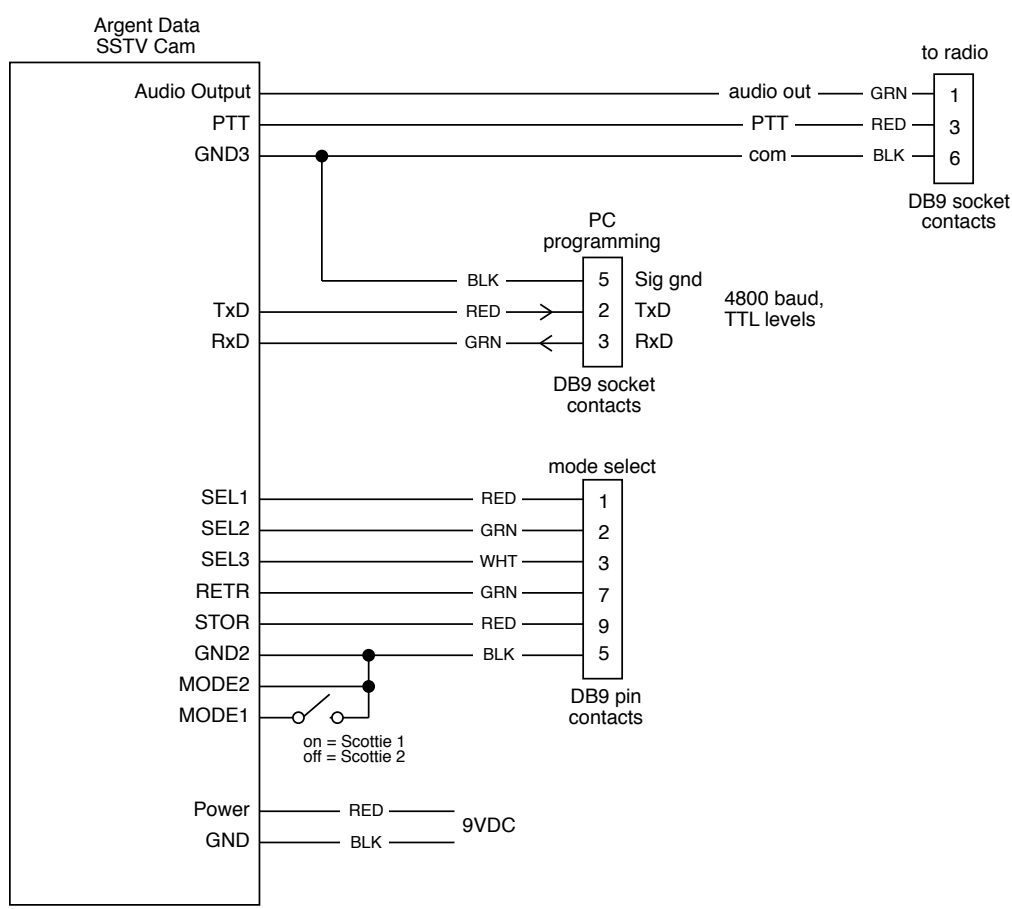 Argent Data
SSTV Cam
to radio
Audio Output audio out GRN 1
PTT PTT RED 3
GND3 com BLK 6
DB9 socket
contacts
PC
programming
BLK 5 Sig gnd
TxD RED 2 TxD
RxD GRN 3 RxD
4800 baud,
TTL levels
DB9 socket
contacts
mode select
SEL1 RED 1
SEL2 GRN 2
SEL3 WHT 3
RETR GRN 7
STOR RED 9
GND2 BLK 5
MODE2
MODE1
DB9 pin
contacts
on = Scottie 1
off = Scottie 2
Power RED
GND BLK
9VDC